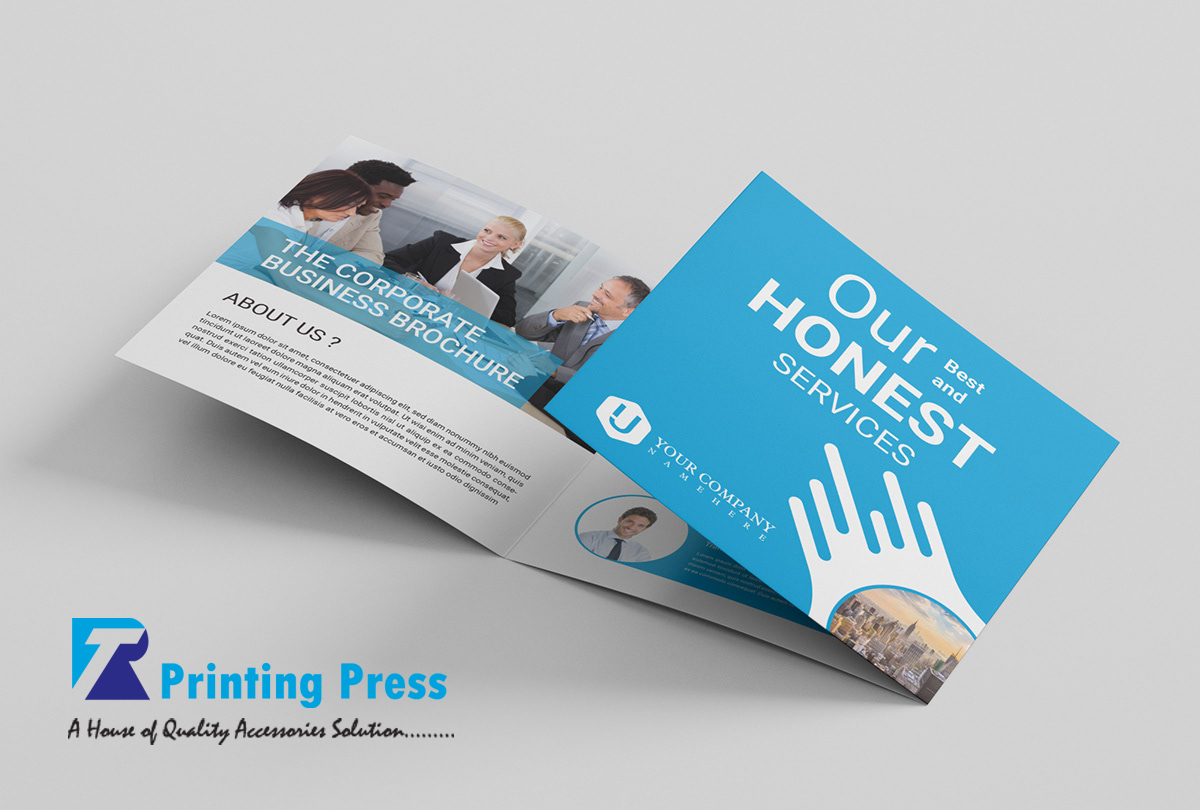 THE CORPORATE
BUSINESS BROCHURE
ABOUT US ?
Lorem ipsum dolor sit amet, consectetuer adipiscing elit, sed diam nonummy nibh euismod
tincidunt ut laoreet dolore magna aliquam erat volutpat. Ut wisi enim ad minim veniam, quis
nostrud exerci tation ullamcorper suscipit lobortis nisl ut aliquip ex ea commodo conse-
quat. Duis autem vel eum iriure dolor in hendrerit in vulputate velit esse molestie consequat,
vel illum dolore eu feugiat nulla facilisis at vero eros et accumsan et iusto odio dignissim
Our Best
and
HONEST
SERVICES
U
YOUR COMPANY
NAMEHERE
TR
Printing Press
A House of Quality Accessories Solution.........